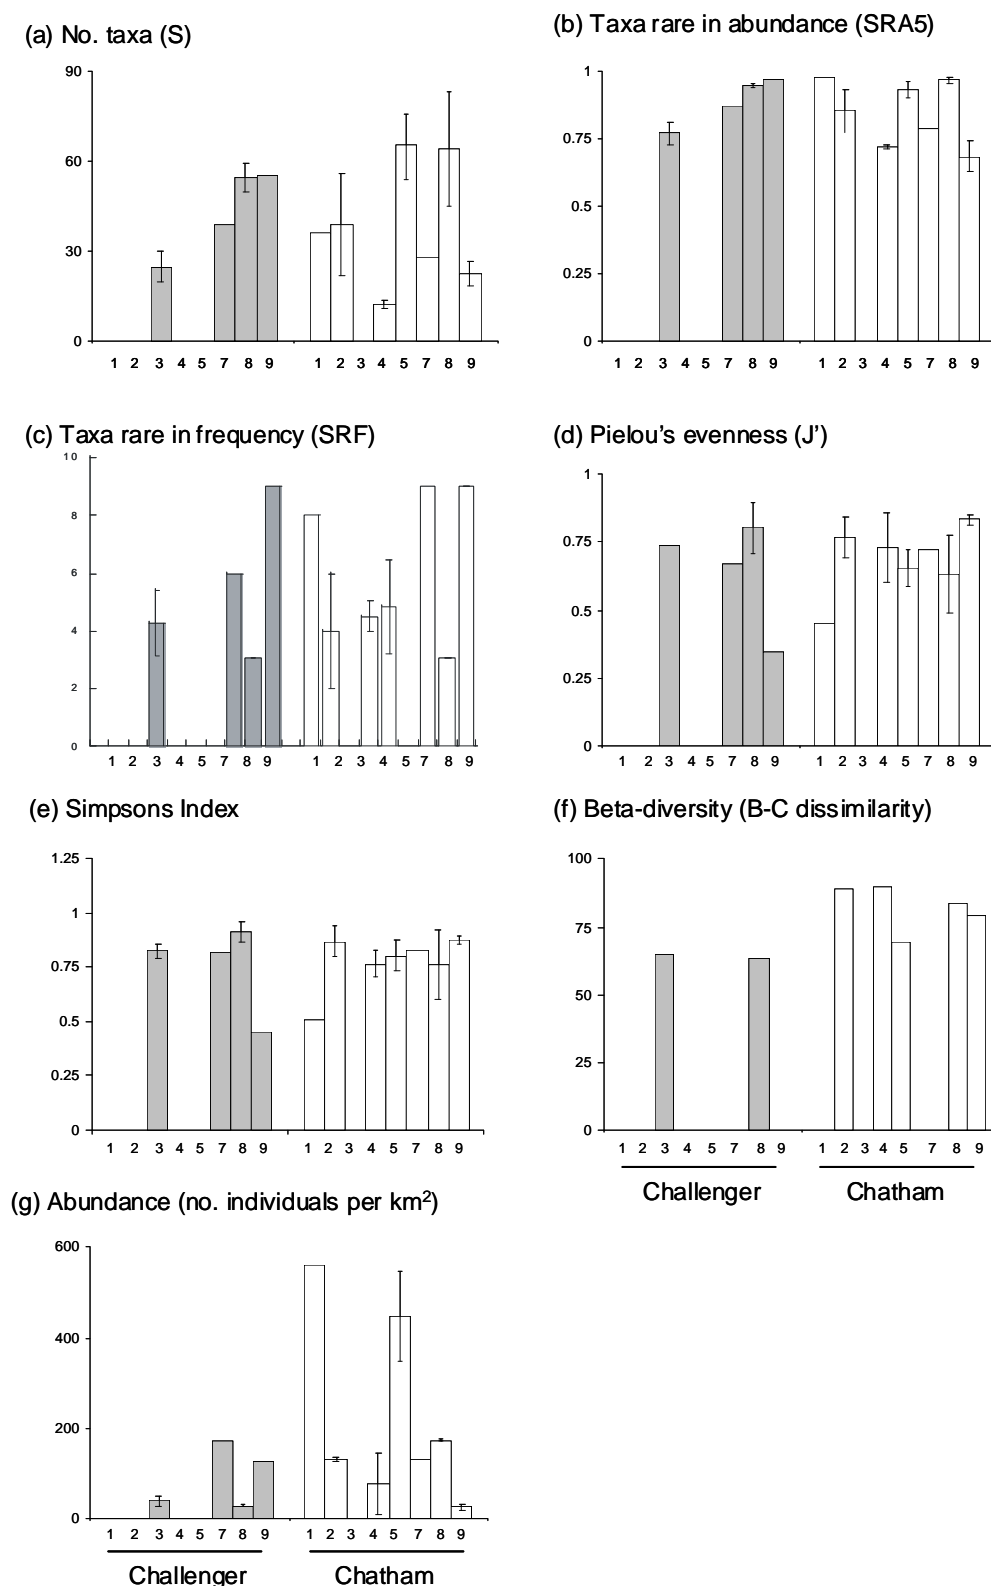 (a) No. taxa (S)
90
60
30
0
1 2 3 4 5 7 8 9 1 2 3 4 5 7 8 9
(b) Taxa rare in abundance (SRA5)
1
0.75
0.5
0.25
0
1 2 3 4 5 7 8 9 1 2 3 4 5 7 8 9
(c) Taxa rare in frequency (SRF)
10
8
6
4
2
0
1 2 3 4 5 7 8 9 1 2 3 4 5 7 8 9
(d) Pielou's evenness (J')
1
0.75
0.5
0.25
0
1 2 3 4 5 7 8 9 1 2 3 4 5 7 8 9
(e) Simpsons Index
1.25
1
0.75
0.5
0.25
0
1 2 3 4 5 7 8 9 1 2 3 4 5 7 8 9
(f) Beta-diversity (B-C dissimilarity)
100
75
50
25
0
1 2 3 4 5 7 8 9 1 2 3 4 5 7 8 9
Challenger Chatham
(g) Abundance (no. individuals per km²)
600
400
200
0
1 2 3 4 5 7 8 9 1 2 3 4 5 7 8 9
Challenger Chatham